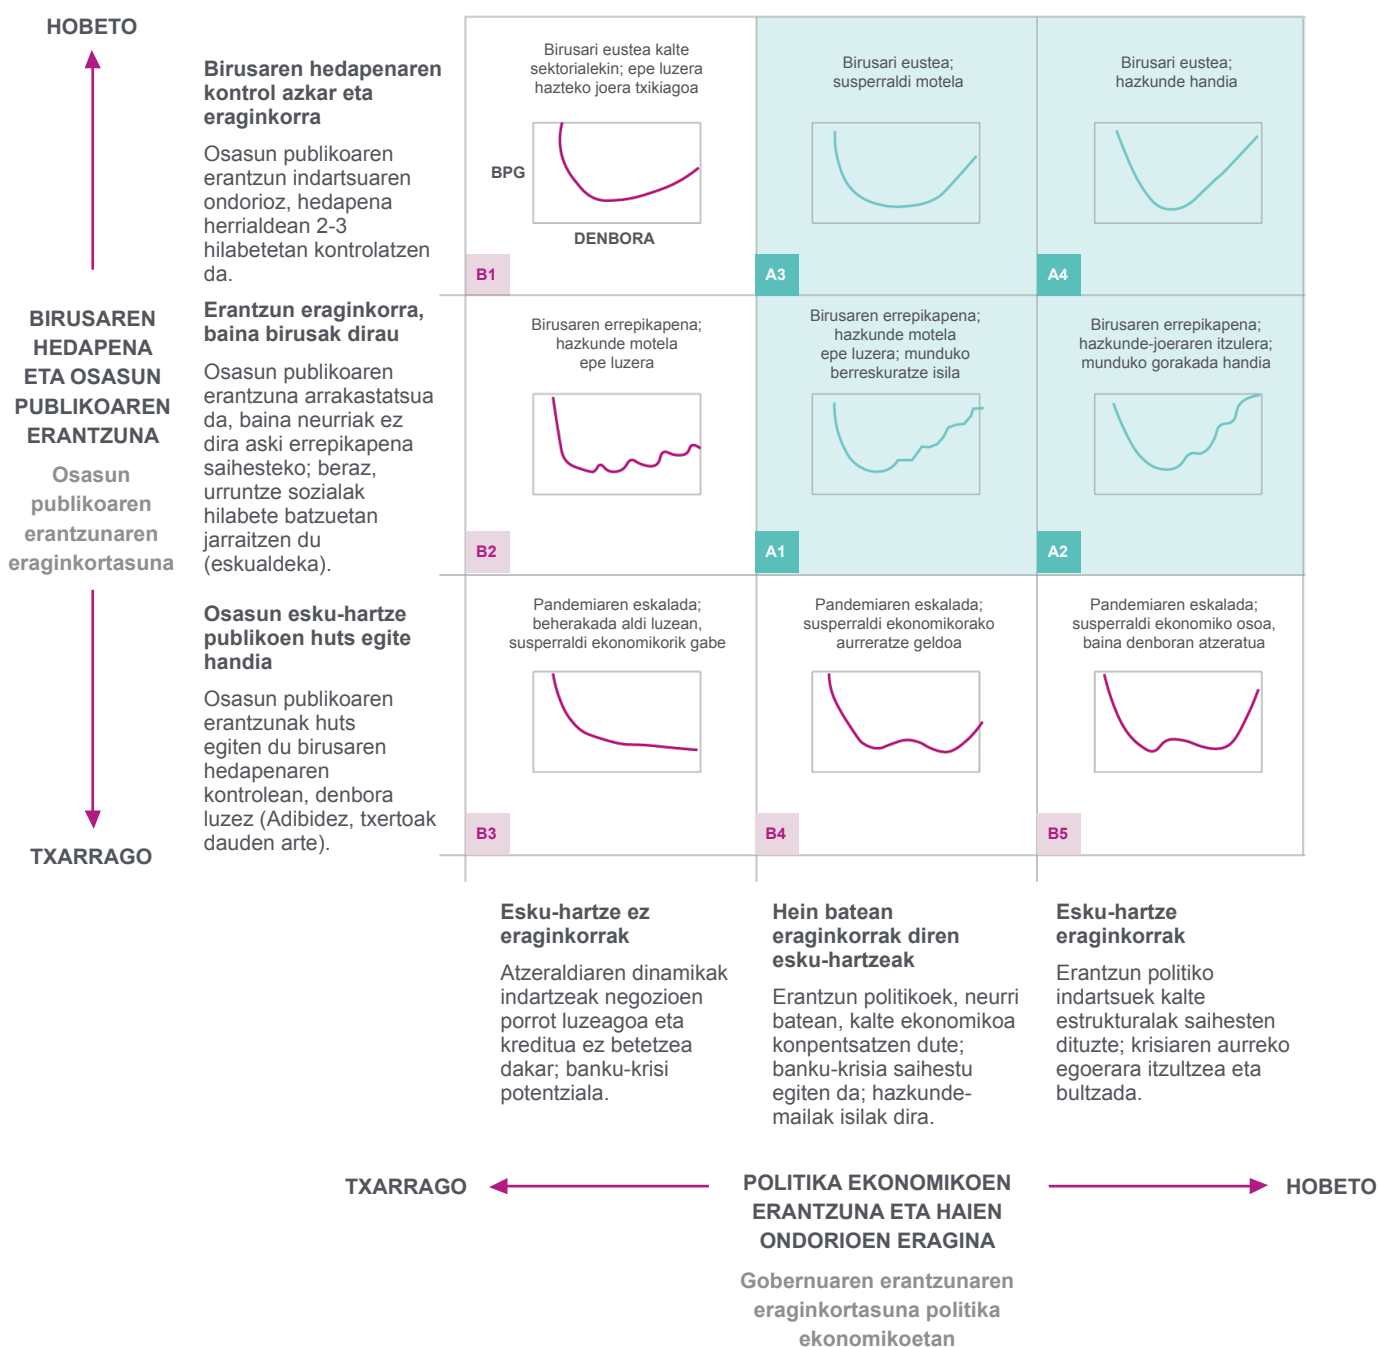 HOBETO
Birusaren hedapenaren
kontrol azkar eta
eraginkorra
Osasun publikoaren
erantzun indartsuaren
ondorioz, hedapena
herrialdean 2-3
hilabetetan kontrolatzen
da.
Birusari eustea kalte
sektorialekin; epe luzera
hazteko joera txikiagoa
BPG
DENBORA
B1
Birusari eustea;
susperraldi motela
A3
Birusari eustea;
hazkunde handia
A4
BIRUSAREN
HEDAPENA
ETA OSASUN
PUBLIKOAREN
ERANTZUNA
Osasun
publikoaren
erantzunaren
eraginkortasuna
Erantzun eraginkorra,
baina birusak dirau
Osasun publikoaren
erantzuna arrakastatsua
da, baina neurriak ez
dira aski errepikapena
saihesteko; beraz,
urruntze sozialak
hilabete batzuetan
jarraitzen du
(eskualdeka).
Birusaren errepikapena;
hazkunde motela
epe luzera
B2
Birusaren errepikapena;
hazkunde motela
epe luzera; munduko
berreskuratze isila
A1
Birusaren errepikapena;
hazkunde-joeraren itzulera;
munduko gorakada handia
A2
Osasun esku-hartze
publikoen huts egite
handia
Osasun publikoaren
erantzunak huts
egiten du birusaren
hedapenaren
kontrolean, denbora
luzez (Adibidez, txertoak
dauden arte).
Pandemiaren eskalada;
beherakada aldi luzean,
susperraldi ekonomikorik gabe
B3
Pandemiaren eskalada;
susperraldi ekonomikorako
aurreratze geldoa
B4
Pandemiaren eskalada;
susperraldi ekonomiko osoa,
baina denboran atzeratua
B5
TXARRAGO
Esku-hartze ez
eraginkorrak
Atzeraldiaren dinamikak
indartzeak negozioen
porrot luzeagoa eta
kreditua ez betetzea
dakar; banku-krisi
potentziala.
Hein batean
eraginkorrak diren
esku-hartzeak
Erantzun politikoek, neurri
batean, kalte ekonomikoa
konpentsatzen dute;
banku-krisia saihestu
egiten da; hazkunde-
mailak isilak dira.
Esku-hartze
eraginkorrak
Erantzun politiko
indartsuek kalte
estrukturalak saihesten
dituzte; krisiaren aurreko
egoerara itzultzea eta
bultzada.
TXARRAGO
POLITIKA EKONOMIKOEN
ERANTZUNA ETA HAIEN
ONDORIOEN ERAGINA
HOBETO
Gobernuaren erantzunaren
eraginkortasuna politika
ekonomikoetan